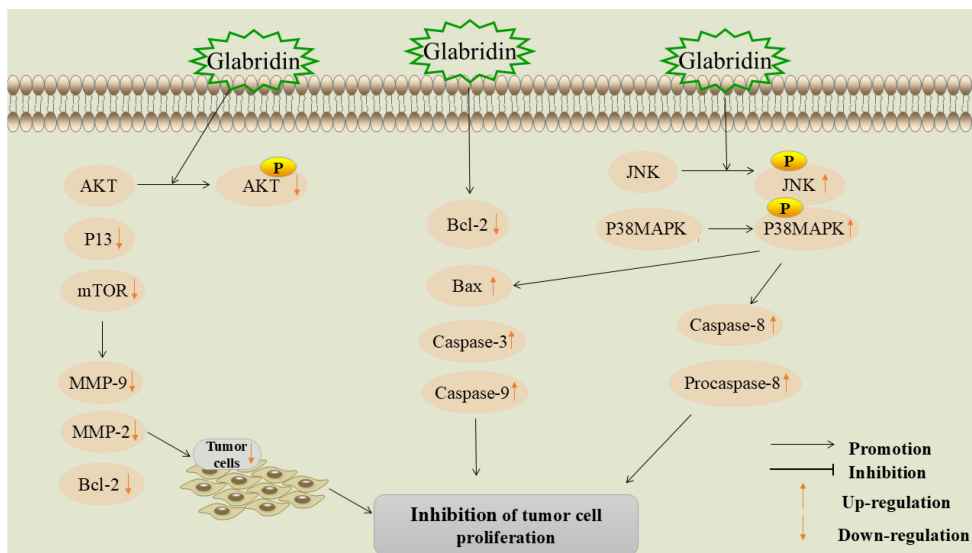 Glabridin
Glabridin
Glabridin
AKT
P
AKT
P13
mTOR
MMP-9
MMP-2
Bcl-2
Tumor
cells
Bcl-2
Bax
Caspase-3
Caspase-9
JNK
P
JNK
P38MAPK
P
P38MAPK
Caspase-8
Procaspase-8
Inhibition of tumor cell
proliferation
Promotion
Inhibition
Up-regulation
Down-regulation